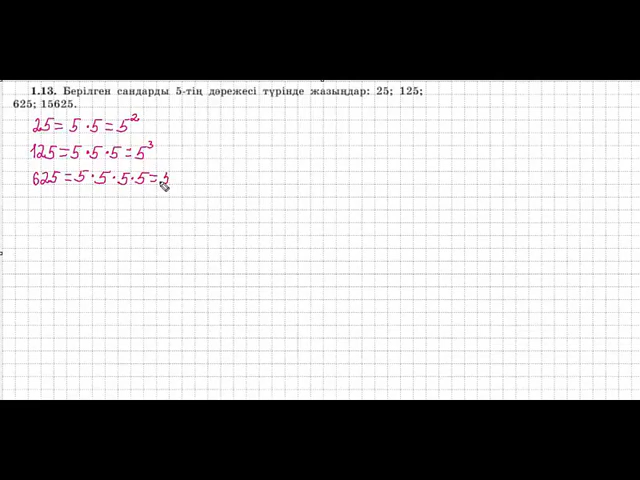 1.13. Берілген сандарды 5-тің дәрежесі түрінде жазыңдар: 25; 125;
625; 15625.
25 = 5 · 5 = 5²
125 = 5 · 5 · 5 = 5³
625 = 5 · 5 · 5 · 5 = 5